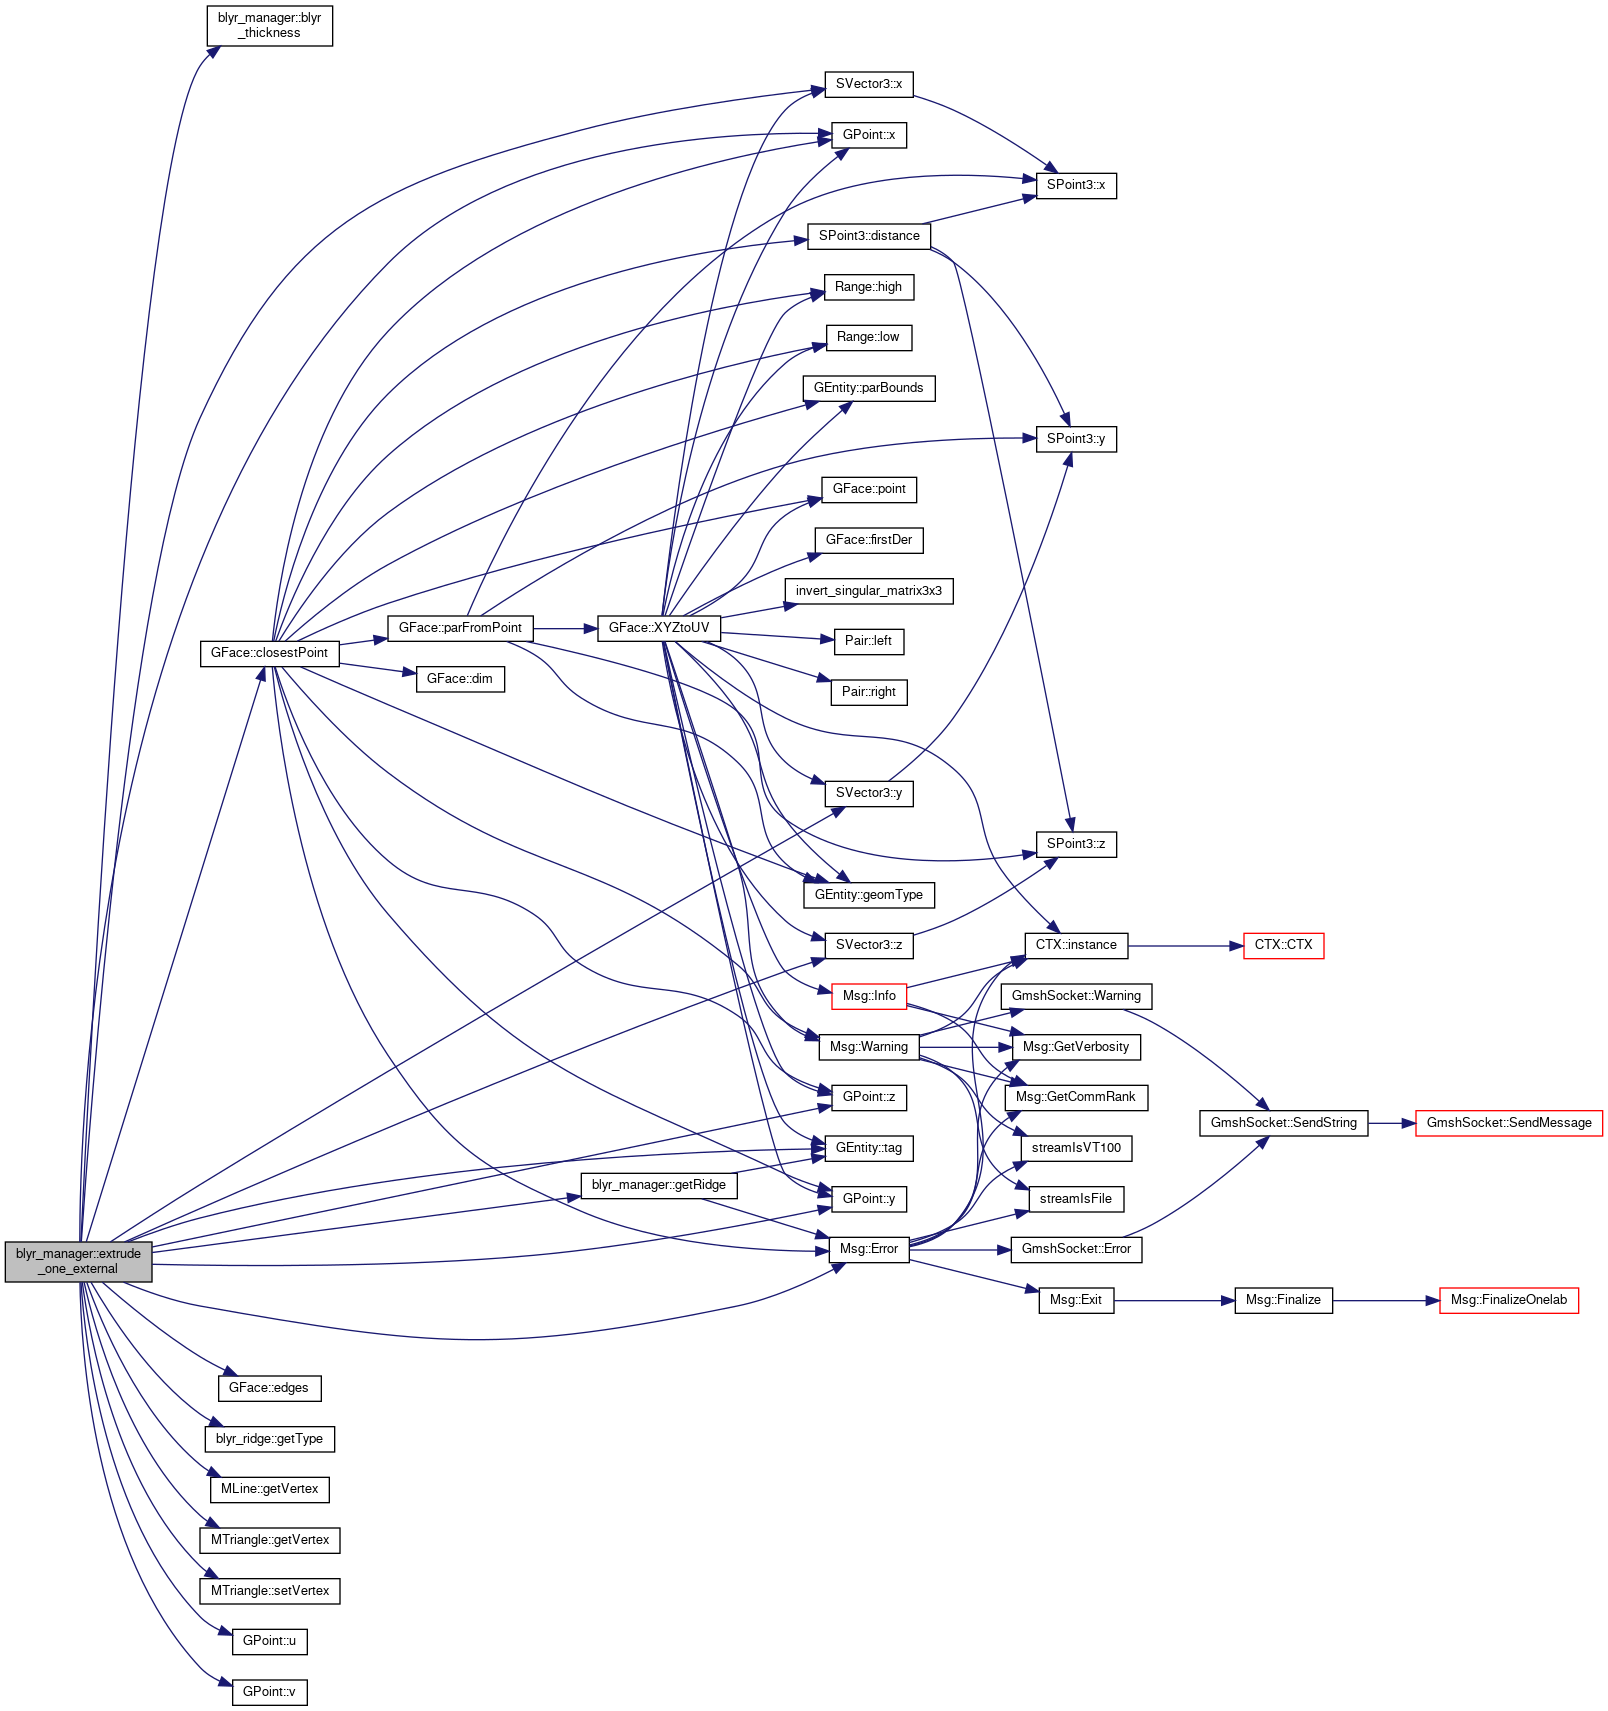 blyr_manager::blyr
_thickness
SVector3::x
GPoint::x
SPoint3::x
SPoint3::distance
Range::high
Range::low
GEntity::parBounds
SPoint3::y
GFace::point
GFace::firstDer
invert_singular_matrix3x3
GFace::parFromPoint
GFace::XYZtoUV
Pair::left
GFace::closestPoint
GFace::dim
Pair::right
SVector3::y
SPoint3::z
GEntity::geomType
SVector3::z
CTX::instance
CTX::CTX
Msg::Info
GmshSocket::Warning
Msg::Warning
Msg::GetVerbosity
GPoint::z
Msg::GetCommRank
GmshSocket::SendString
GmshSocket::SendMessage
GEntity::tag
streamIsVT100
blyr_manager::getRidge
GPoint::y
streamIsFile
blyr_manager::extrude
_one_external
Msg::Error
GmshSocket::Error
Msg::Exit
Msg::Finalize
Msg::FinalizeOnelab
GFace::edges
blyr_ridge::getType
MLine::getVertex
MTriangle::getVertex
MTriangle::setVertex
GPoint::u
GPoint::v